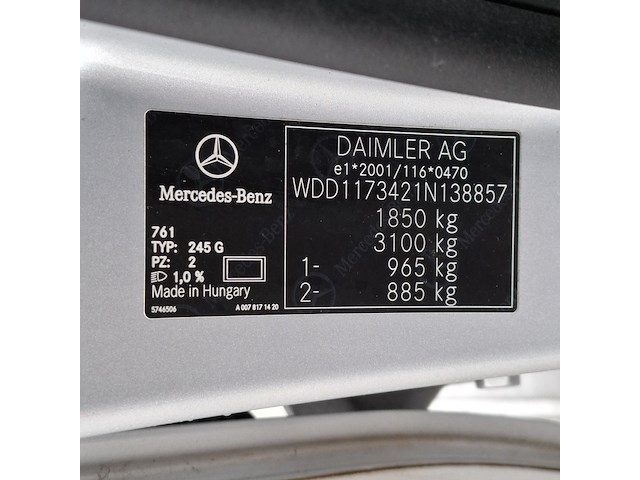 Mercedes-Benz
761
TYP: 245 G
PZ: 2
1,0 %
Made in Hungary
5746506 A 007 817 14 20
DAIMLER AG
e1*2001/116*0470
WDD1173421N138857
1850 kg
3100 kg
1- 965 kg
2- 885 kg